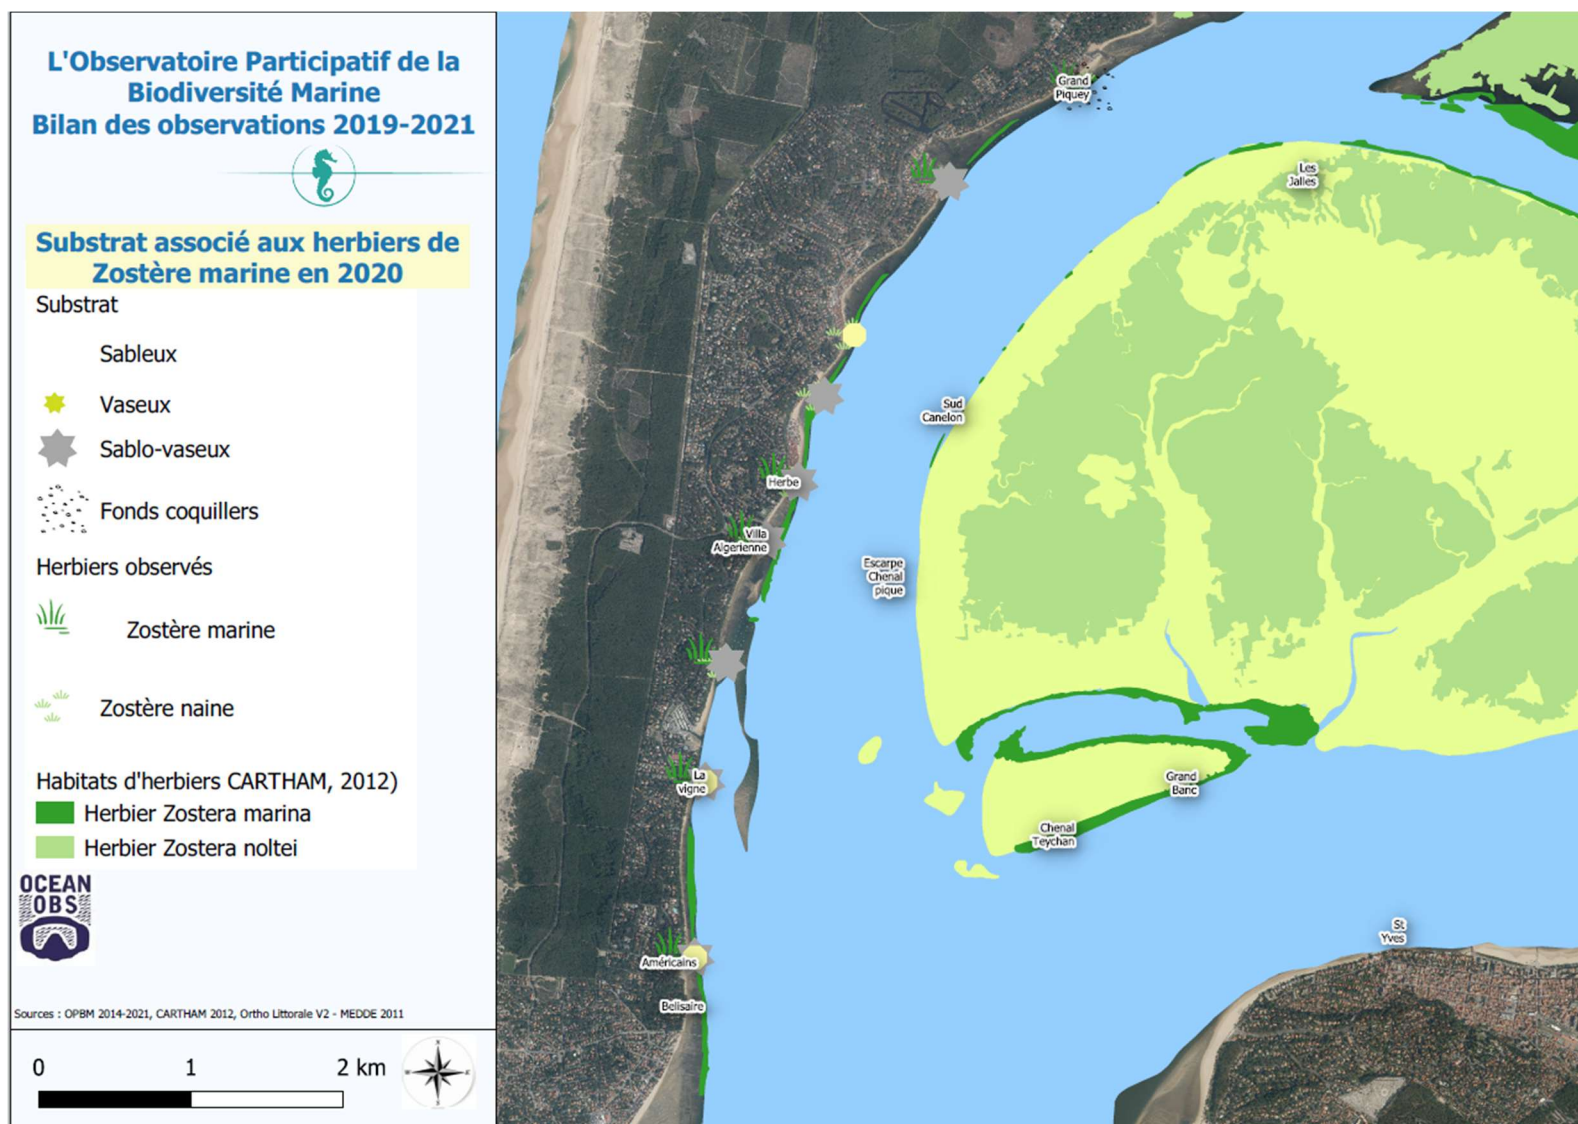 L'Observatoire Participatif de la
Biodiversité Marine
Bilan des observations 2019-2021
Substrat associé aux herbiers de
Zostère marine en 2020
Substrat
Sableux
Vaseux
Sablo-vaseux
Fonds coquillers
Herbiers observés
Zostère marine
Zostère naine
Habitats d'herbiers CARTHAM, 2012)
Herbier Zostera marina
Herbier Zostera noltei
OCEAN
OBS
Sources : OPBM 2014-2021, CARTHAM 2012, Ortho Littorale V2 - MEDDE 2011
0 1 2 km
Grand
Piquey
Les
Jalles
Sud
Canelon
Herbe
Villa
Algerienne
Escarpe
Chenal
pique
La
vigne
Grand
Banc
Chenal
Teychan
St
Yves
Américains
Belisaire